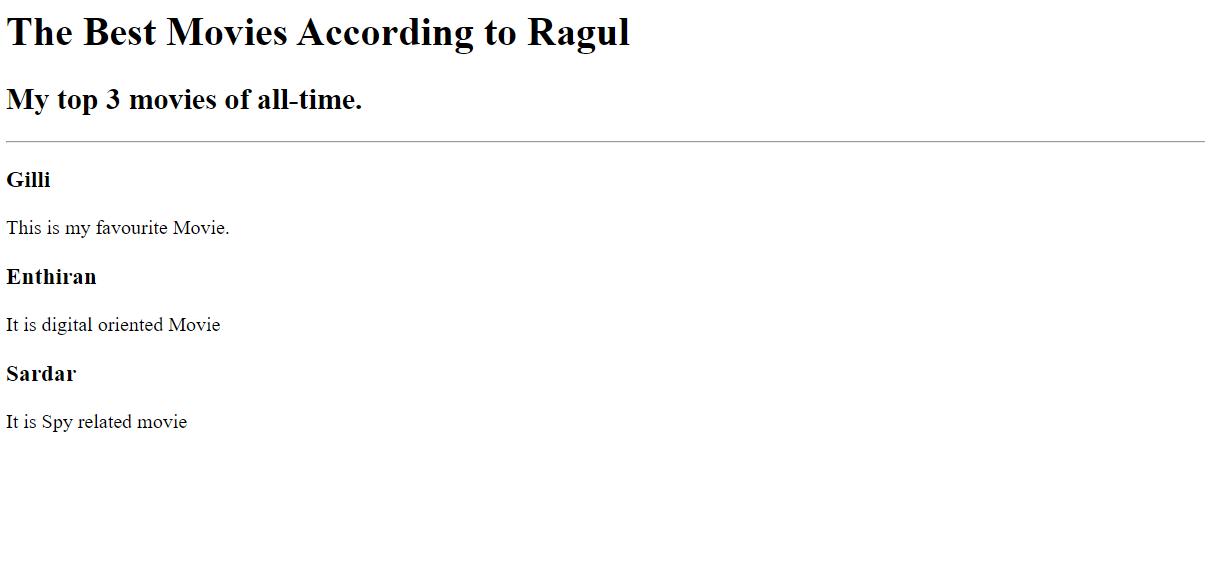 The Best Movies According to Ragul
My top 3 movies of all-time.
Gilli
This is my favourite Movie.
Enthiran
It is digital oriented Movie
Sardar
It is Spy related movie